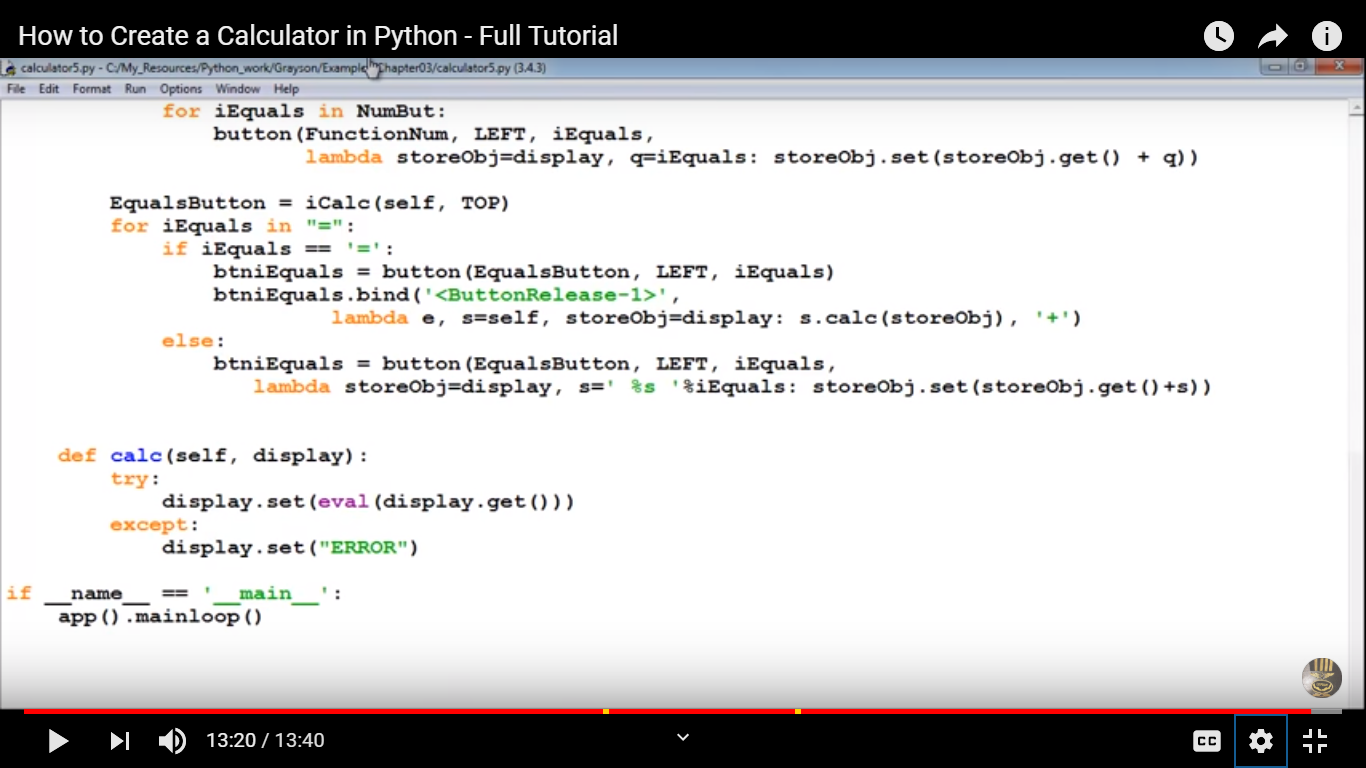 How to Create a Calculator in Python - Full Tutorial
calculator5.py - C:/My_Resources/Python_work/Grayson/Example Chapter03/calculator5.py (3.4.3)
File Edit Format Run Options Window Help
for iEquals in NumBut:
button(FunctionNum, LEFT, iEquals,
lambda storeObj=display, q=iEquals: storeObj.set(storeObj.get() + q))
EqualsButton = iCalc(self, TOP)
for iEquals in "=":
if iEquals == '=':
btniEquals = button(EqualsButton, LEFT, iEquals)
btniEquals.bind('<ButtonRelease-1>',
lambda e, s=self, storeObj=display: s.calc(storeObj), '+')
else:
btniEquals = button(EqualsButton, LEFT, iEquals,
lambda storeObj=display, s=' %s '%iEquals: storeObj.set(storeObj.get()+s))
def calc(self, display):
try:
display.set(eval(display.get()))
except:
display.set("ERROR")
if __name__ == '__main__':
app().mainloop()
13:20 / 13:40
CC